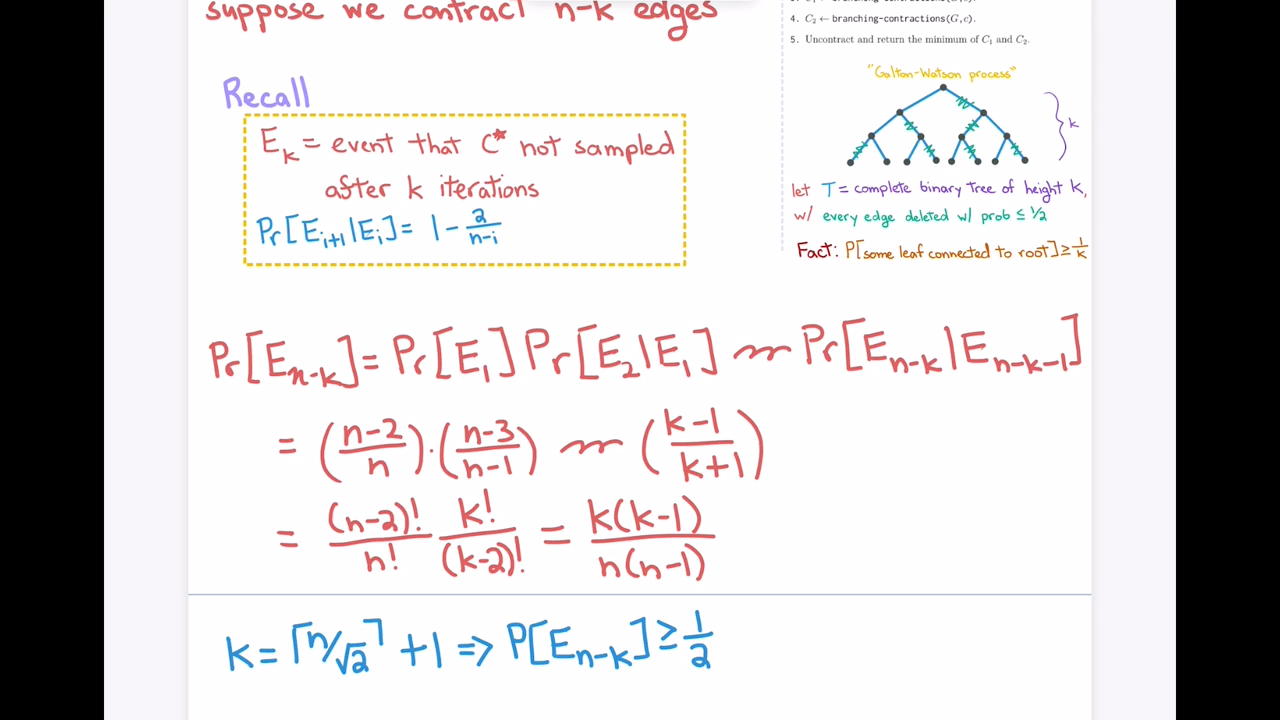 suppose we contract n-k edges
Recall
E_k = event that C* not sampled
after k iterations
Pr[E_{i+1}|E_i] = 1 - 2/(n-i)
4. C₂ ← branching-contractions(G,c).
5. Uncontract and return the minimum of C₁ and C₂.
"Galton-Watson process"
k
let T = complete binary tree of height k,
w/ every edge deleted w/ prob ≤ 1/2
Fact: P[some leaf connected to root] ≥ 1/k
Pr[E_{n-k}] = Pr[E_1] Pr[E_2|E_1] ~ Pr[E_{n-k}|E_{n-k-1}]
= ((n-2)/n)·((n-3)/(n-1)) ~ ((k-1)/(k+1))
= (n-2)!/n! k!/(k-2)! = k(k-1)/n(n-1)
k = ⌈n/√2⌉ + 1 ⇒ P[E_{n-k}] ≥ 1/2